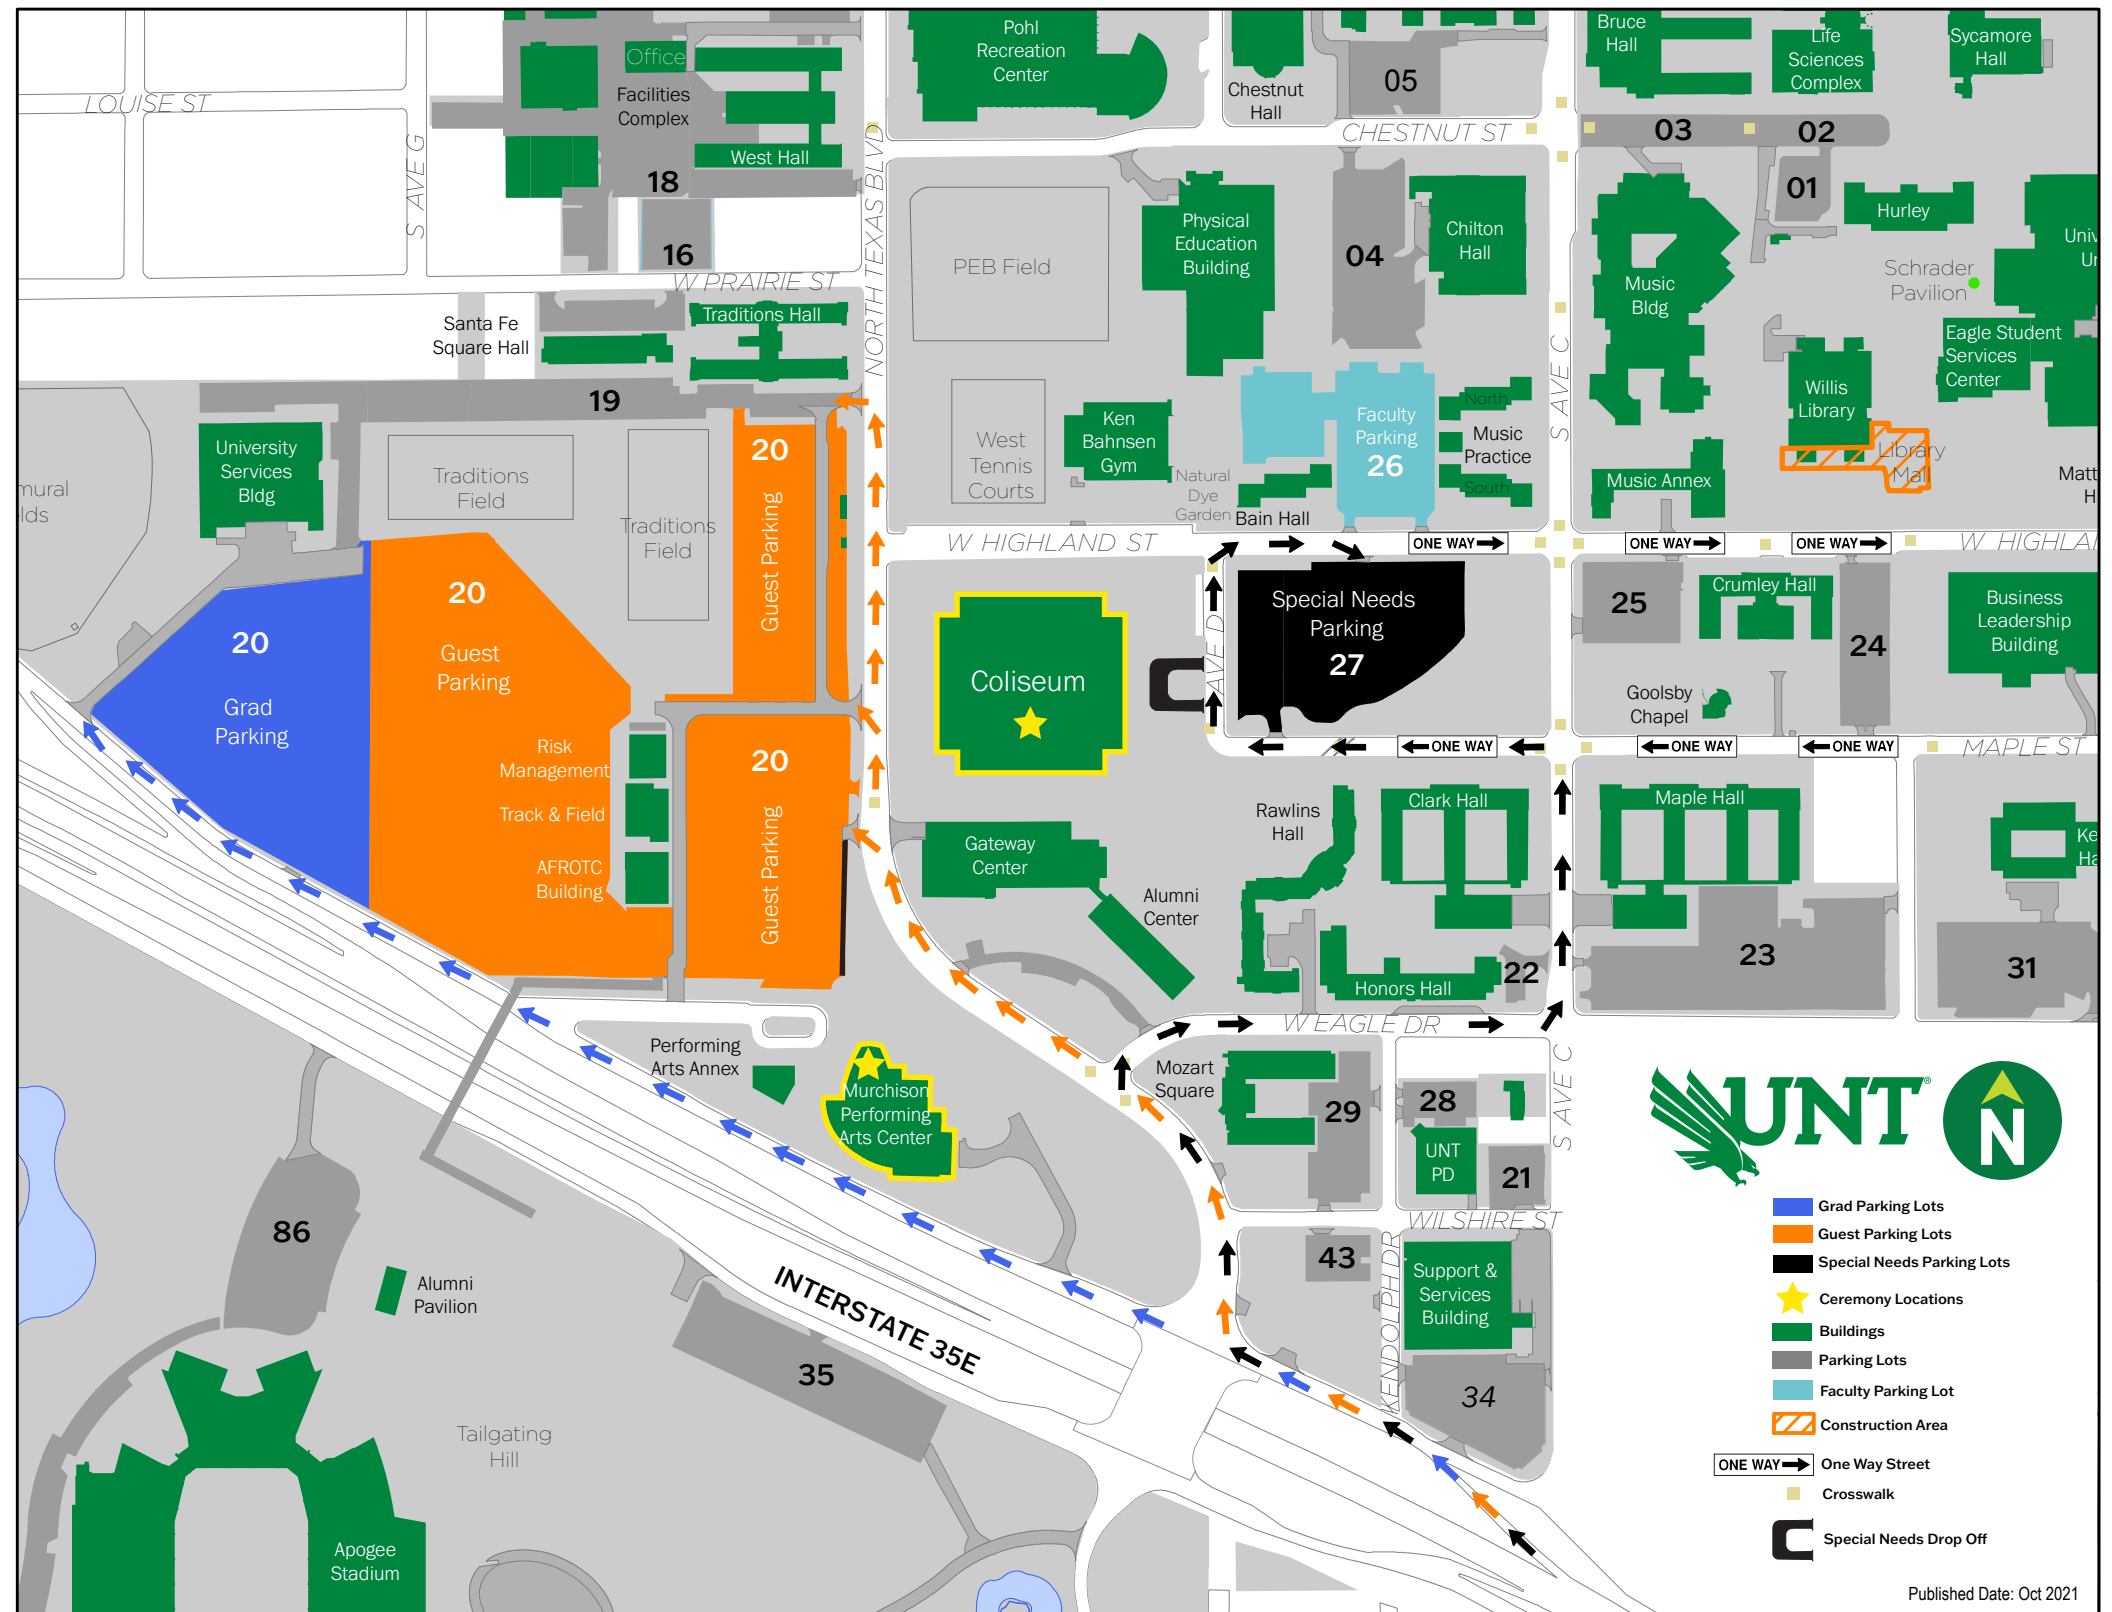 Office
Facilities
Complex
West Hall
18
16
LOUISE ST
S AVE G
NORTH TEXAS BLVD
W PRAIRIE ST
Pohl
Recreation
Center
Chestnut
Hall
05
CHESTNUT ST
Bruce
Hall
Life
Sciences
Complex
Sycamore
Hall
03
02
01
Hurley
Univ
Schrader
Pavilion
Music
Bldg
Eagle Student
Services
Center
Willis
Library
Library
Mall
Matt
H
Music Annex
PEB Field
Physical
Education
Building
04
Chilton
Hall
Santa Fe
Square Hall
Traditions Hall
19
University
Services
Bldg
Traditions
Field
Traditions
Field
20
Guest Parking
West
Tennis
Courts
Ken
Bahnsen
Gym
Natural
Dye
Garden
Bain Hall
Faculty
Parking
26
North
Music
Practice
South
S AVE C
mural
lds
W HIGHLAND ST
ONE WAY
ONE WAY
ONE WAY
W HIGHLA
20
Grad
Parking
20
Guest
Parking
Coliseum
AVE D
Special Needs
Parking
27
25
Crumley Hall
24
Business
Leadership
Building
Goolsby
Chapel
ONE WAY
ONE WAY
ONE WAY
MAPLE ST
Risk
Management
Track & Field
AFROTC
Building
20
Guest Parking
Gateway
Center
Alumni
Center
Rawlins
Hall
Clark Hall
Maple Hall
Ke
Ha
Honors Hall
22
23
31
W EAGLE DR
Performing
Arts Annex
Murchison
Performing
Arts Center
Mozart
Square
29
28
UNT
PD
21
S AVE C
WILSHIRE ST
43
KENDOLPH DR
Support &
Services
Building
34
86
Alumni
Pavilion
INTERSTATE 35E
35
Tailgating
Hill
Apogee
Stadium
UNT®
N
Grad Parking Lots
Guest Parking Lots
Special Needs Parking Lots
Ceremony Locations
Buildings
Parking Lots
Faculty Parking Lot
Construction Area
ONE WAY One Way Street
Crosswalk
Special Needs Drop Off
Published Date: Oct 2021